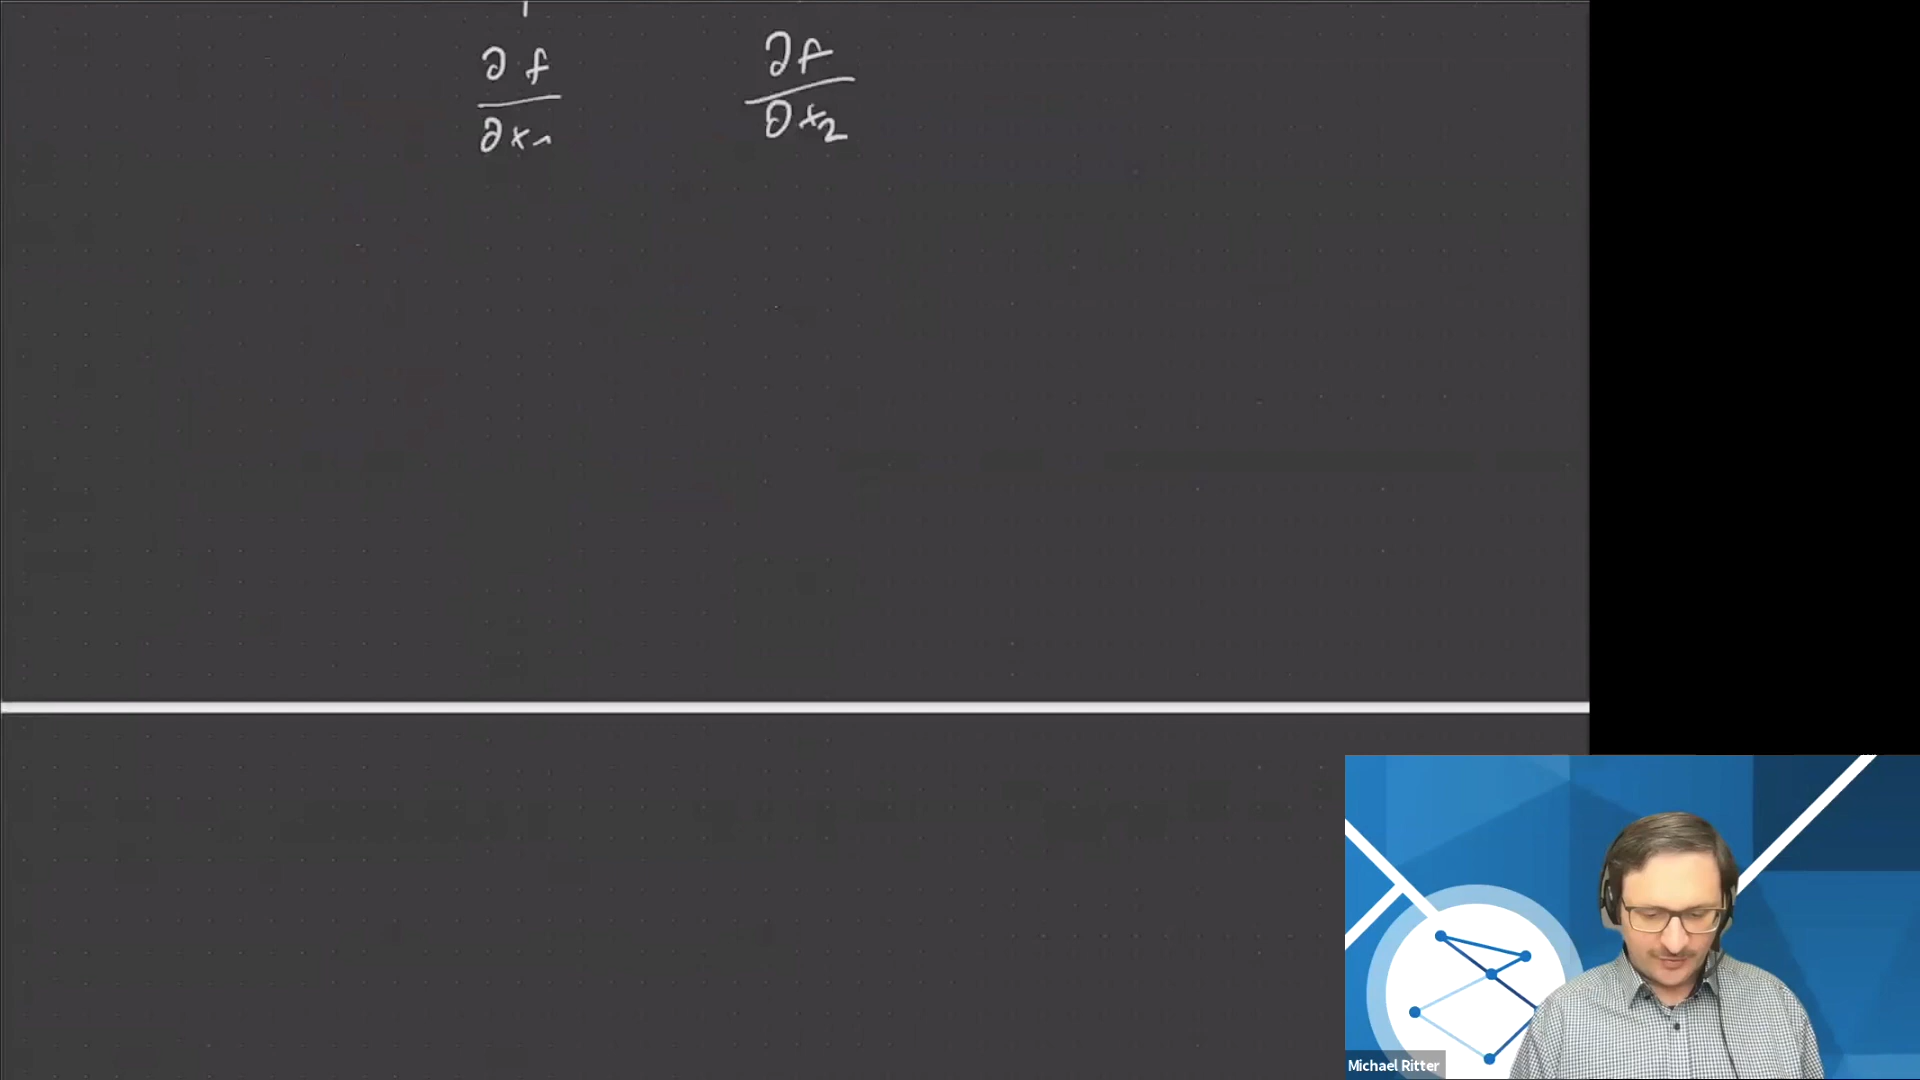 ∂f/∂x₁ ∂f/∂x₂
Michael Ritter